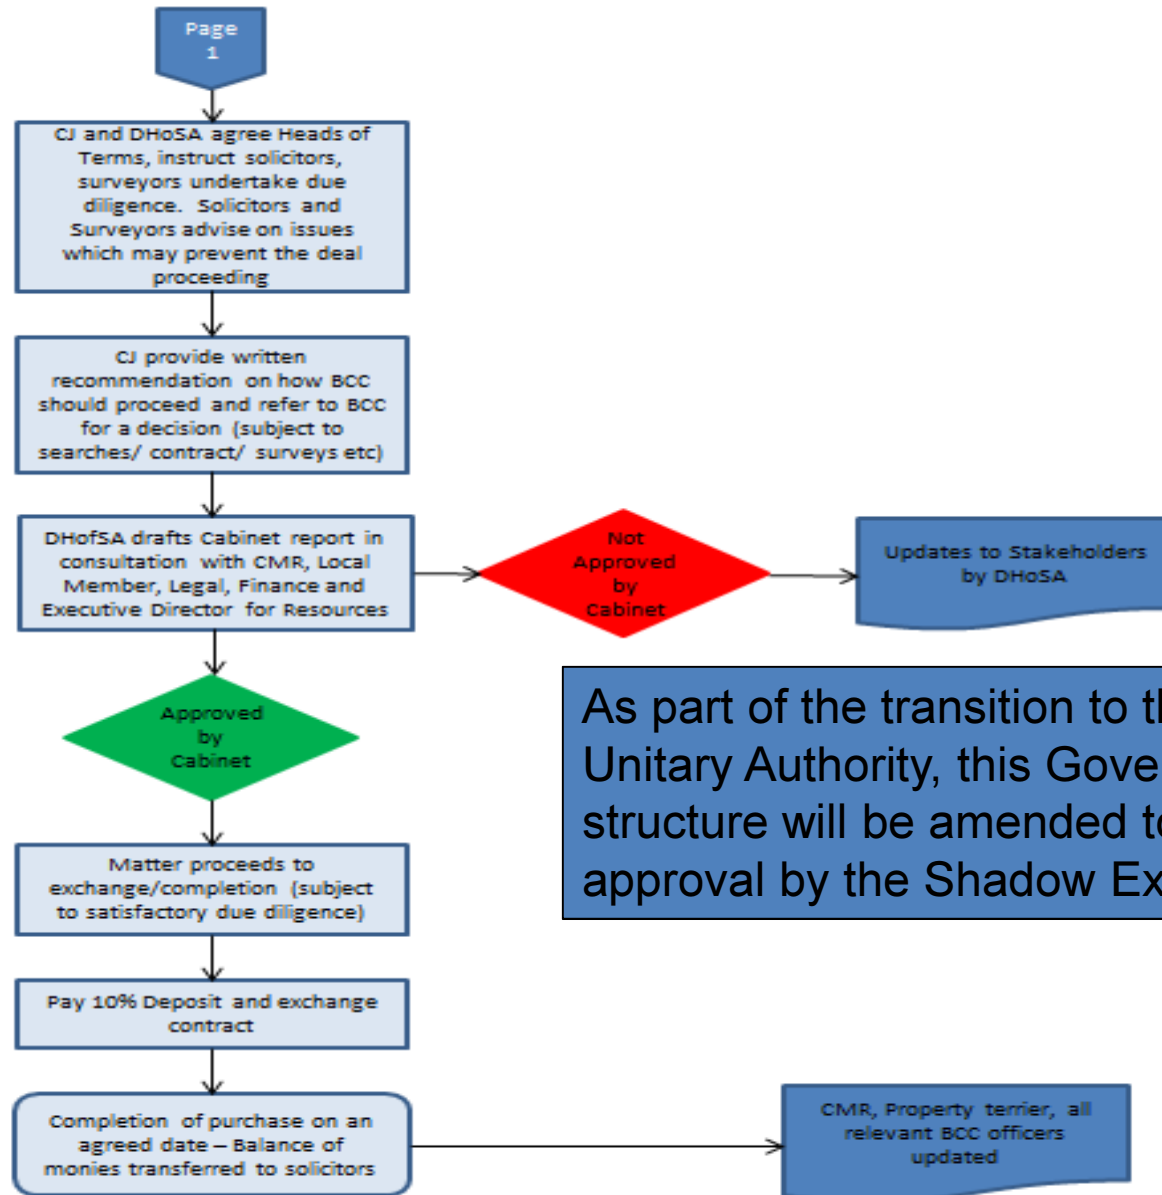 Page
1
CJ and DHoSA agree Heads of
Terms, instruct solicitors,
surveyors undertake due
diligence. Solicitors and
Surveyors advise on issues
which may prevent the deal
proceeding
CJ provide written
recommendation on how BCC
should proceed and refer to BCC
for a decision (subject to
searches/ contract/ surveys etc)
DHofSA drafts Cabinet report in
consultation with CMR, Local
Member, Legal, Finance and
Executive Director for Resources
Not
Approved
by
Cabinet
Updates to Stakeholders
by DHoSA
Approved
by
Cabinet
As part of the transition to
Unitary Authority, this
structure will be amended
approval by the Shadow
Matter proceeds to
exchange/completion (subject
to satisfactory due diligence)
Pay 10% Deposit and exchange
contract
Completion of purchase on an
agreed date – Balance of
monies transferred to solicitors
CMR, Property terrier, all
relevant BCC officers
updated